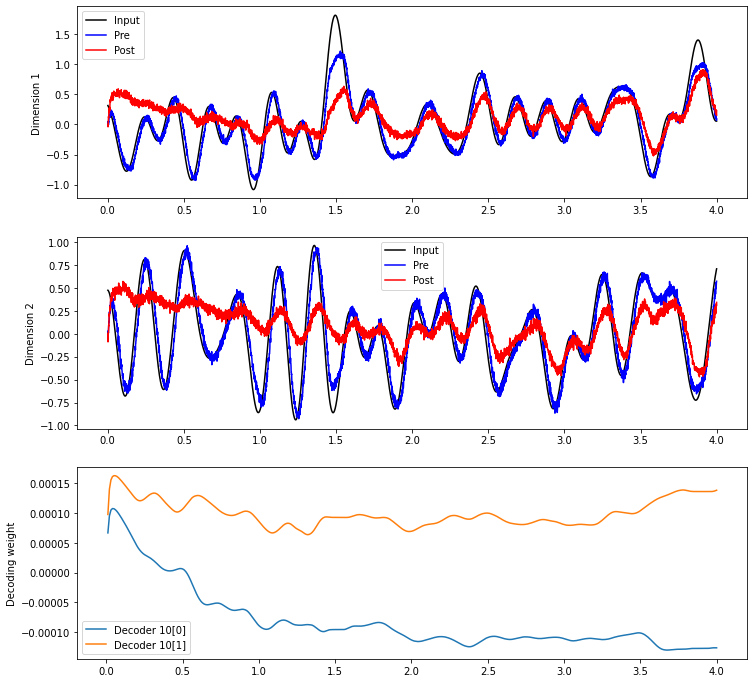 Dimension 1
1.5
1.0
0.5
0.0
−0.5
−1.0
Input
Pre
Post
0.0 0.5 1.0 1.5 2.0 2.5 3.0 3.5 4.0
Dimension 2
1.00
0.75
0.50
0.25
0.00
−0.25
−0.50
−0.75
−1.00
Input
Pre
Post
0.0 0.5 1.0 1.5 2.0 2.5 3.0 3.5 4.0
Decoding weight
0.00015
0.00010
0.00005
0.00000
−0.00005
−0.00010
Decoder 10[0]
Decoder 10[1]
0.0 0.5 1.0 1.5 2.0 2.5 3.0 3.5 4.0